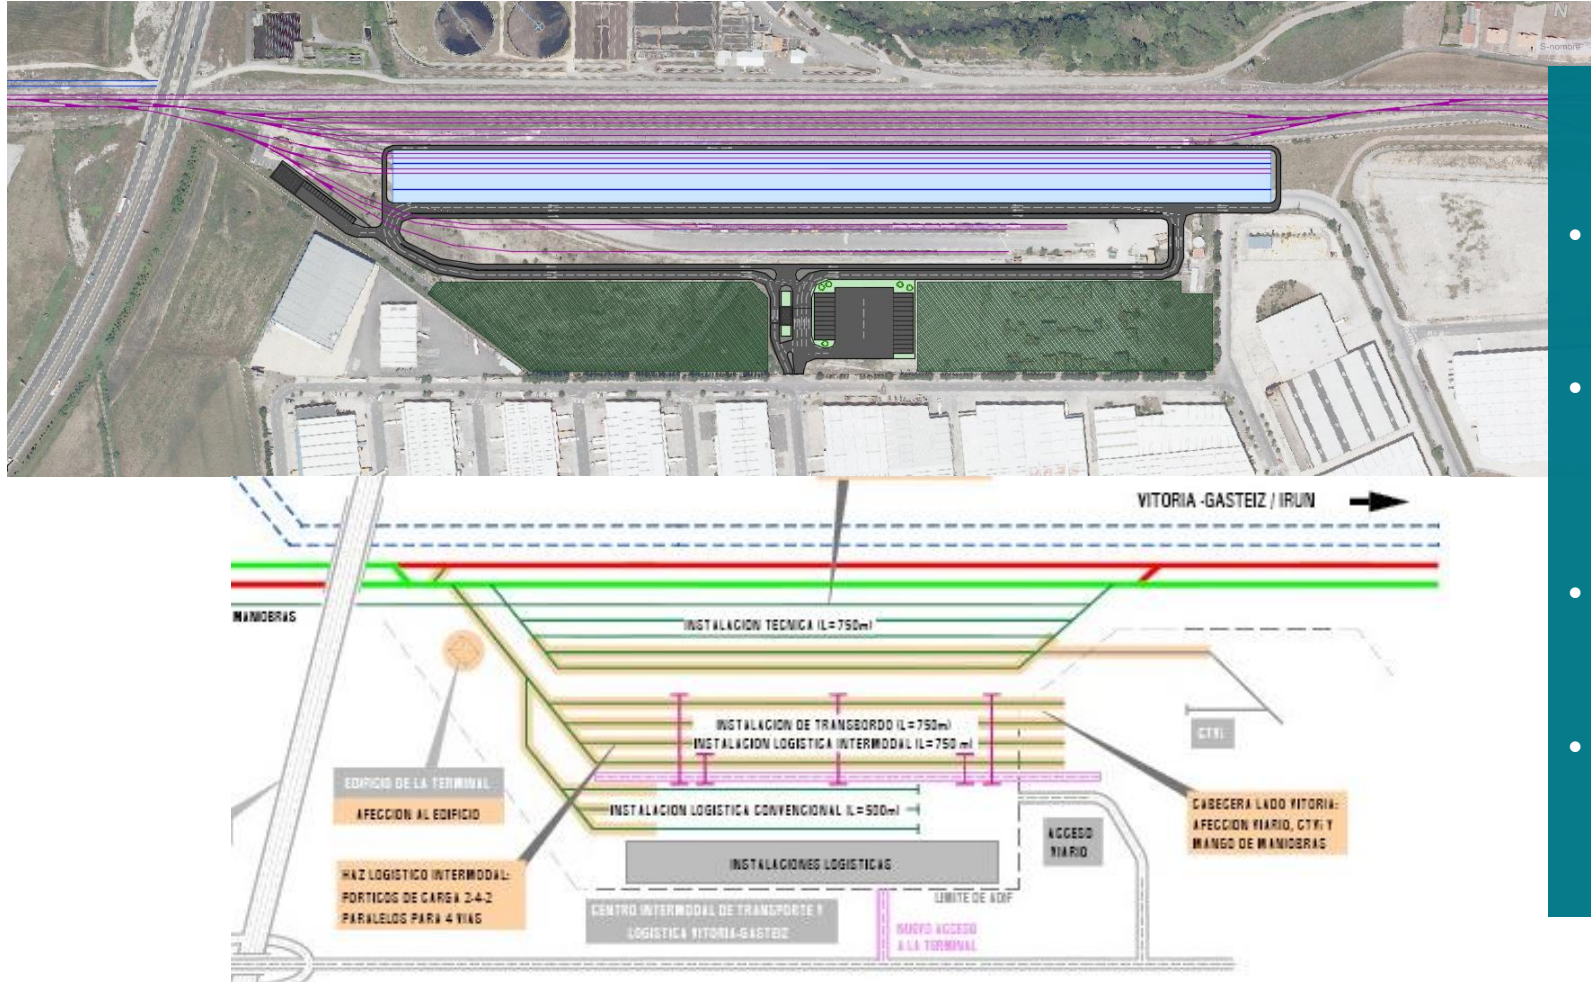 N
S-nombre
VITORIA -GASTEIZ / IRUN
MANIOBRAS
INSTALACION TECNICA (L=750m)
INSTALACION DE TRANSBORDO (L=750m)
INSTALACION LOGISTICA INTERMODAL (L=750 m)
CTVi
EDIFICIO DE LA TERMINAL
AFECCION AL EDIFICIO
INSTALACION LOGISTICA CONVENCIONAL (L=500m)
CABECERA LADO VITORIA:
AFECCION VIARIO, CTVi Y
MANGO DE MANIOBRAS
ACCESO
VIARIO
INSTALACIONES LOGISTICAS
HAZ LOGISTICO INTERMODAL:
PORTICOS DE CARGA 2-4-2
PARALELOS PARA 4 VIAS
LIMITE DE ADIF
CENTRO INTERMODAL DE TRANSPORTE Y
LOGISTICA VITORIA-GASTEIZ
NUEVO ACCESO
A LA TERMINAL